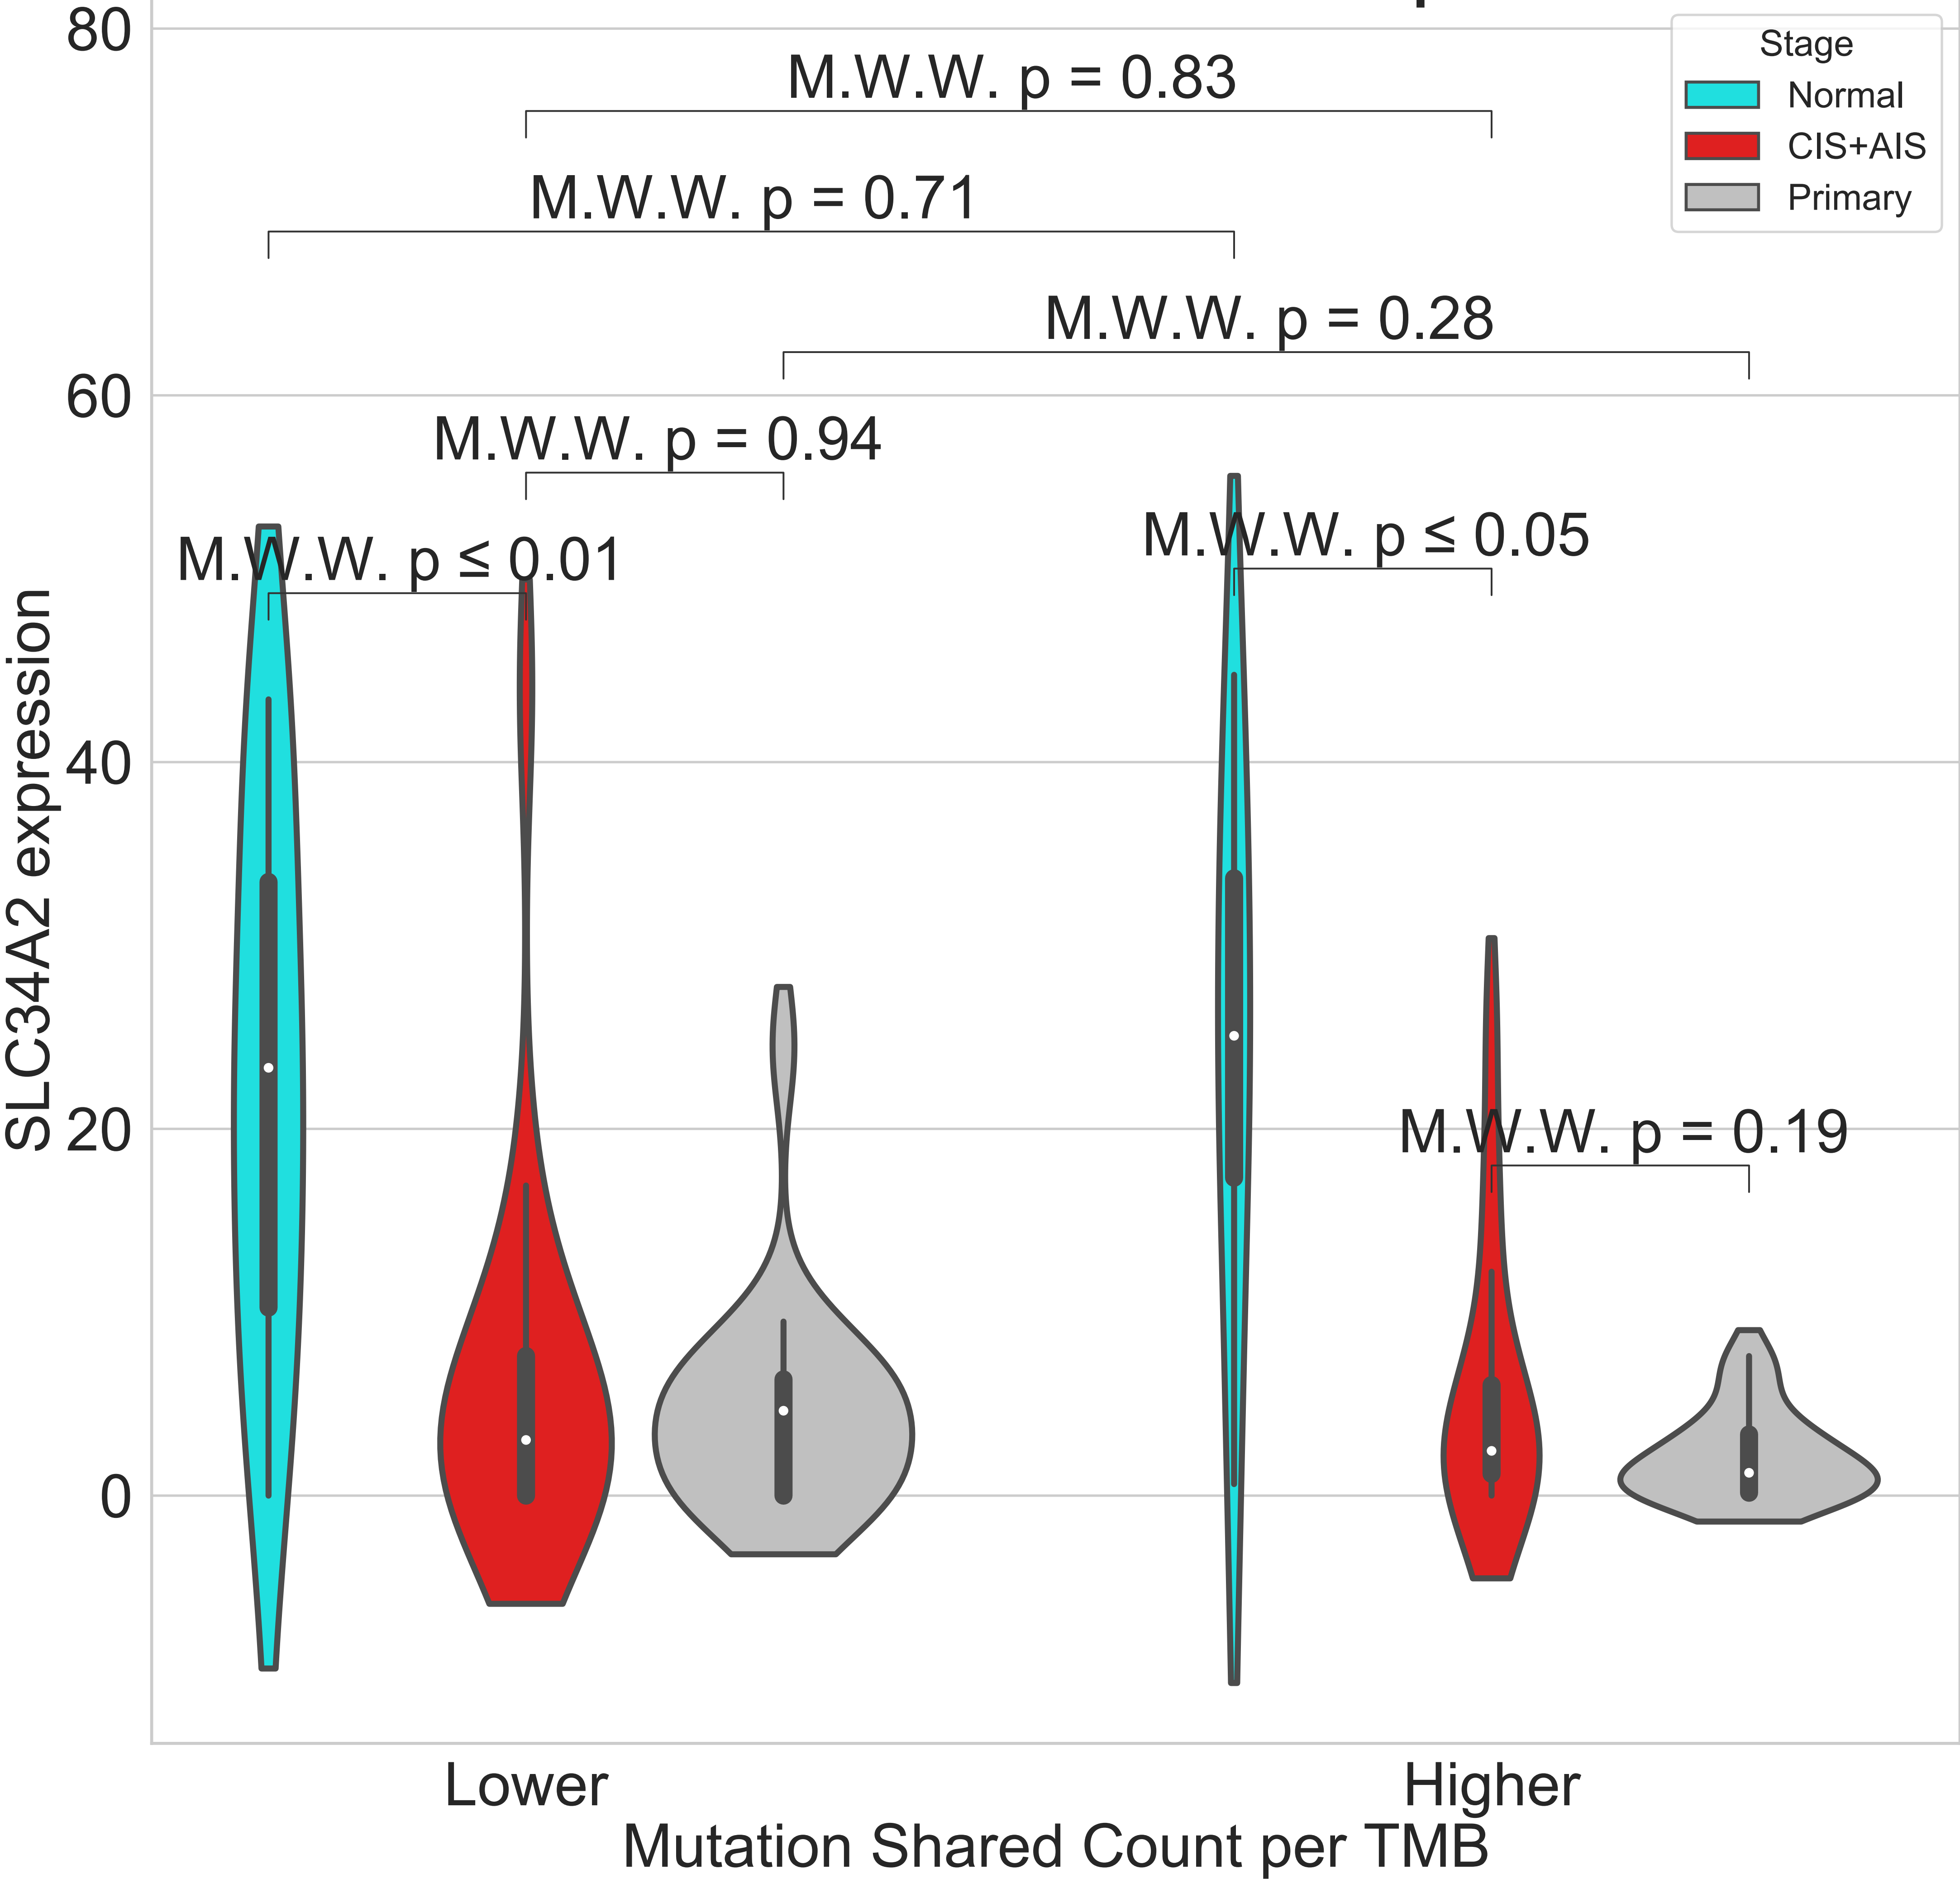 80
60
40
20
0
SLC34A2 expression
M.W.W. p = 0.83
M.W.W. p = 0.71
M.W.W. p = 0.28
M.W.W. p = 0.94
M.W.W. p ≤ 0.01
M.W.W. p ≤ 0.05
M.W.W. p = 0.19
Stage
Normal
CIS+AIS
Primary
Lower
Higher
Mutation Shared Count per TMB